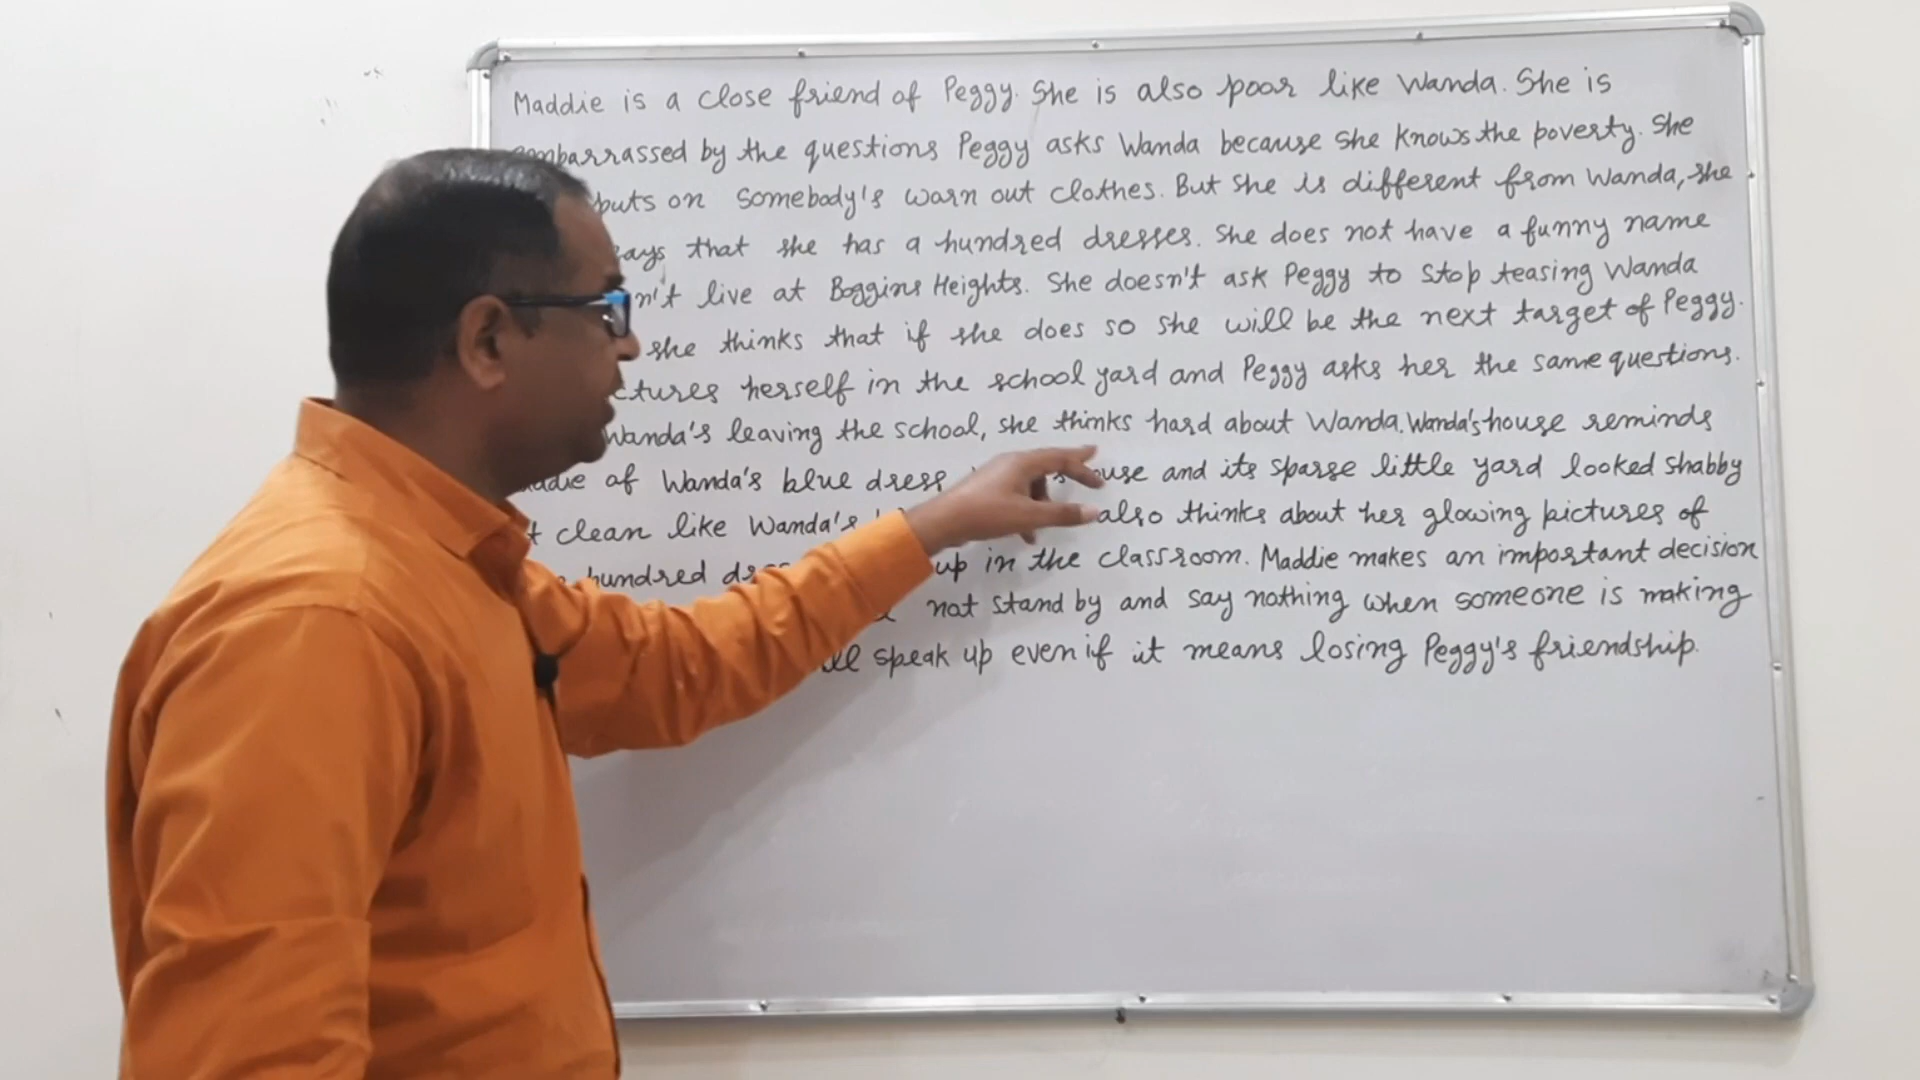 Maddie is a close friend of Peggy. She is also poor like Wanda. She is
embarrassed by the questions Peggy asks Wanda because she knows the poverty. She
puts on somebody's warn out clothes. But she is different from Wanda, she
that she has a hundred dresses. She does not have a funny name
live at Boggins Heights. She doesn't ask Peggy to stop teasing Wanda
she thinks that if she does so she will be the next target of Peggy.
herself in the school yard and Peggy asks her the same questions.
Wanda's leaving the school, she thinks hard about Wanda. Wanda's house reminds
of Wanda's blue dress and its sparse little yard looked shabby
clean like Wanda's also thinks about her glowing pictures of
hundred up in the classroom. Maddie makes an important decision
not stand by and say nothing when someone is making
speak up even if it means losing Peggy's friendship.